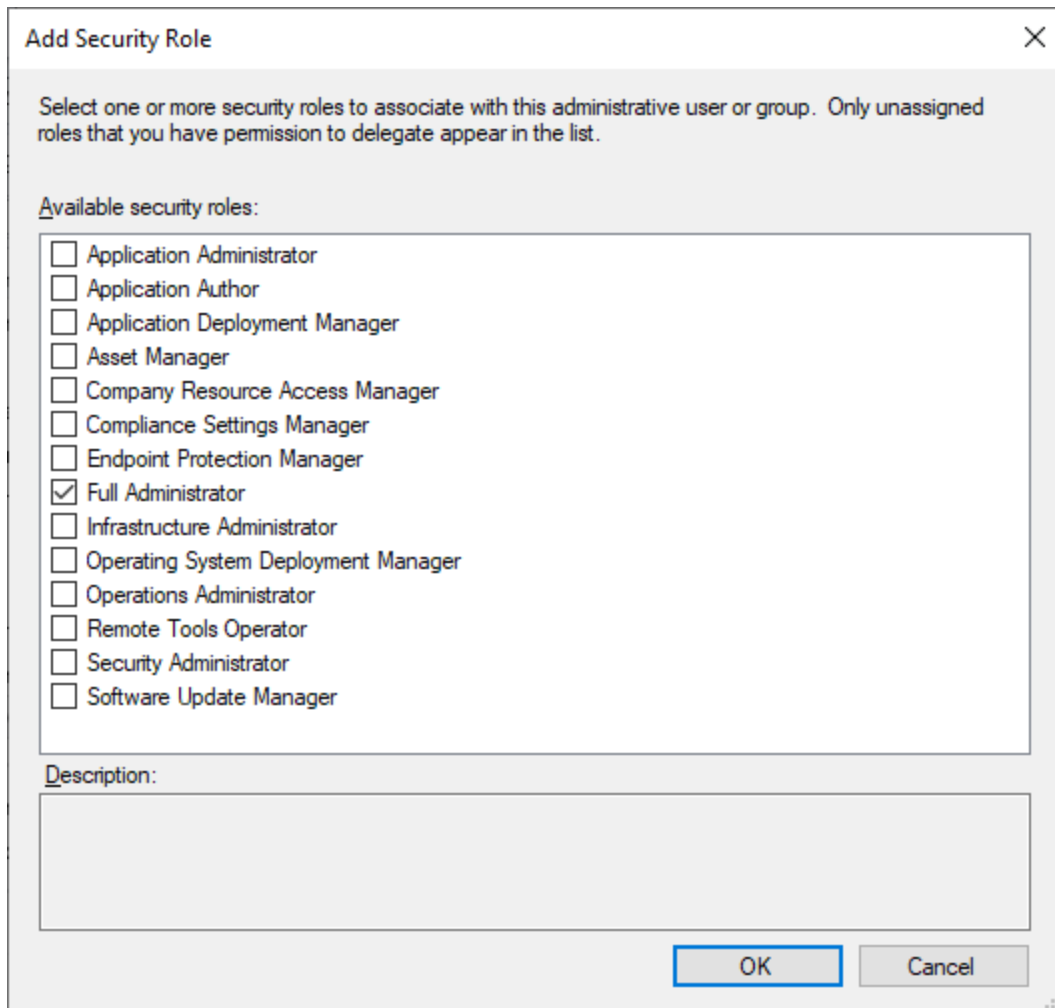 Add Security Role
Select one or more security roles to associate with this administrative user or group.  Only unassigned
roles that you have permission to delegate appear in the list.
Available security roles:
Application Administrator
Application Author
Application Deployment Manager
Asset Manager
Company Resource Access Manager
Compliance Settings Manager
Endpoint Protection Manager
Full Administrator
Infrastructure Administrator
Operating System Deployment Manager
Operations Administrator
Remote Tools Operator
Security Administrator
Software Update Manager
Description:
OK
Cancel